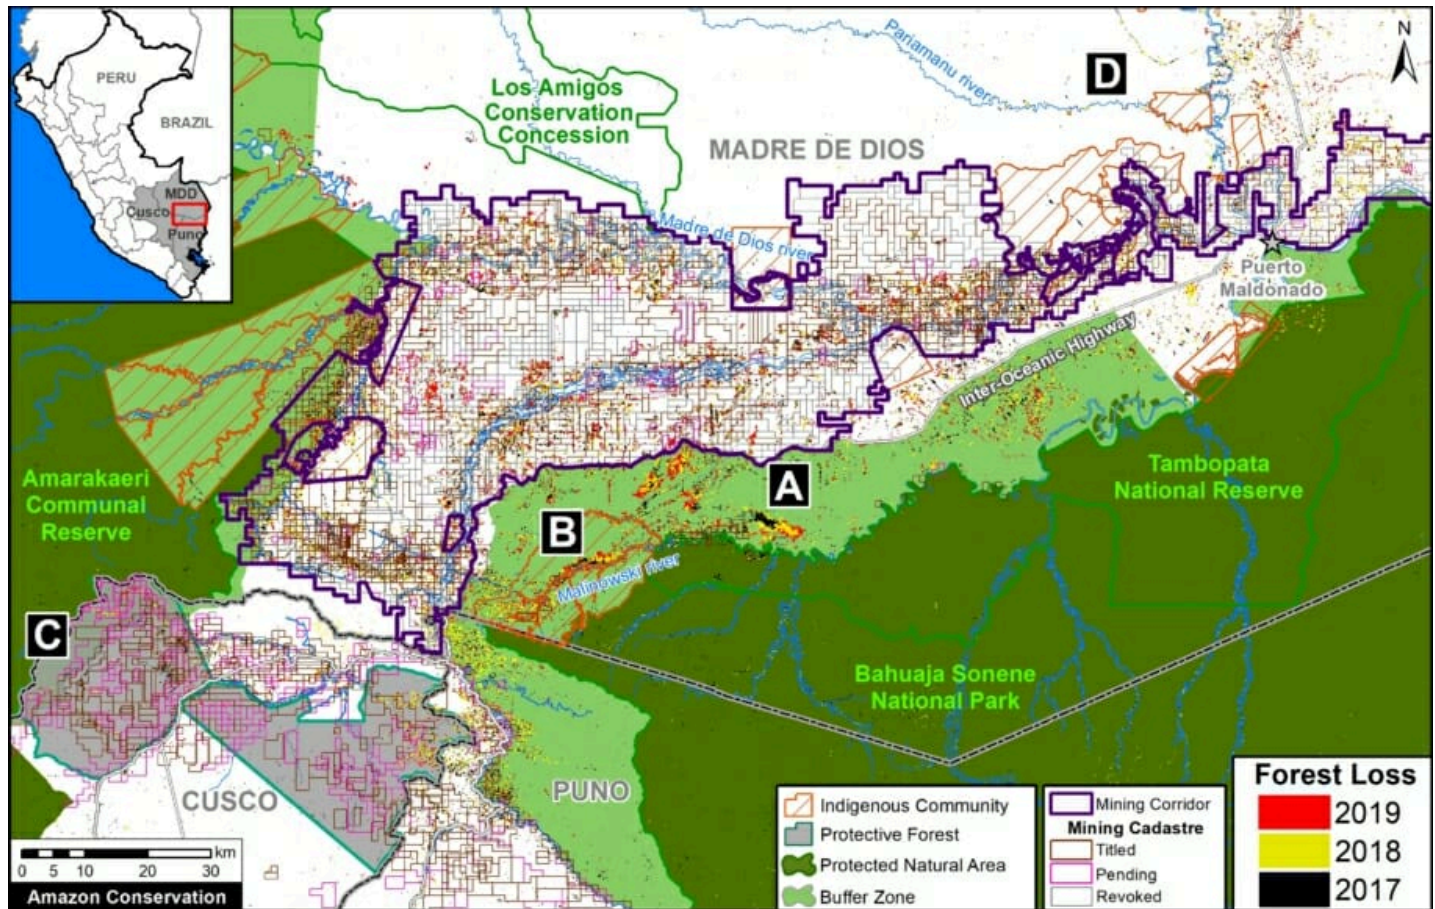 PERU
BRAZIL
MDD
Cusco
Puno
Los Amigos
Conservation
Concession
Pariamanu river
D
N
MADRE DE DIOS
Madre de Dios river
Puerto
Maldonado
Inter-Oceanic Highway
Amarakaeri
Communal
Reserve
A
B
Tambopata
National Reserve
Malinowski river
C
Bahuaja Sonene
National Park
CUSCO
PUNO
0 5 10 20 30 km
Amazon Conservation
Indigenous Community
Protective Forest
Protected Natural Area
Buffer Zone
Mining Corridor
Mining Cadastre
Titled
Pending
Revoked
Forest Loss
2019
2018
2017